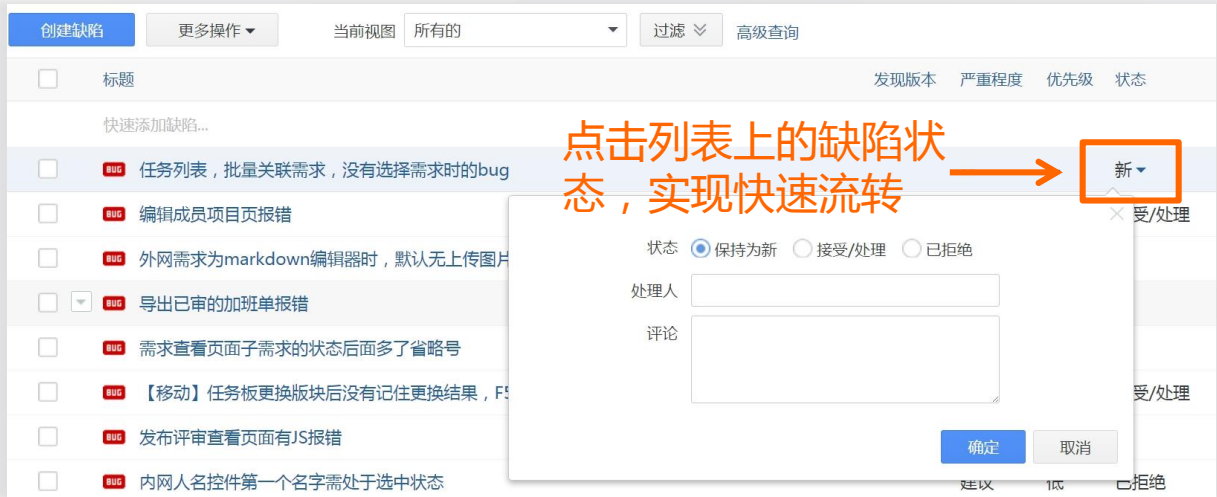 创建缺陷 更多操作 当前视图 所有的 过滤 高级查询
标题 发现版本 严重程度 优先级 状态
快速添加缺陷...
点击列表上的缺陷状
态，实现快速流转
BUG 任务列表，批量关联需求，没有选择需求时的bug 新
BUG 编辑成员项目页报错 受/处理
BUG 外网需求为markdown编辑器时，默认无上传图片
BUG 导出已审的加班单报错
BUG 需求查看页面子需求的状态后面多了省略号
BUG 【移动】任务板更换版块后没有记住更换结果，F5 受/处理
BUG 发布评审查看页面有JS报错
BUG 内网人名控件第一个名字需处于选中状态 建议 低 已拒绝
状态 保持为新 接受/处理 已拒绝
处理人
评论
确定 取消